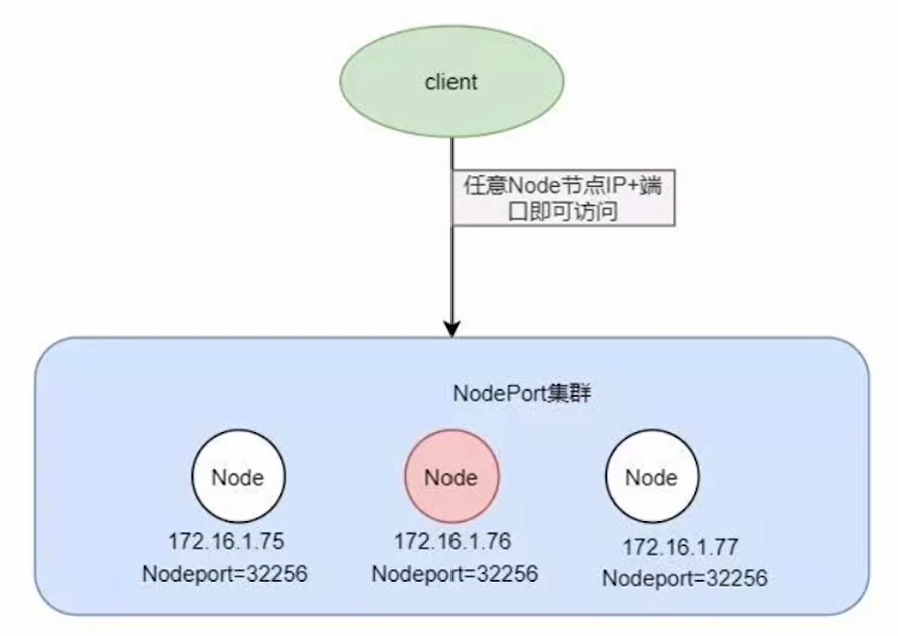 client
任意Node节点IP+端
口即可访问
NodePort集群
Node
Node
Node
172.16.1.75
172.16.1.76
172.16.1.77
Nodeport=32256
Nodeport=32256
Nodeport=32256